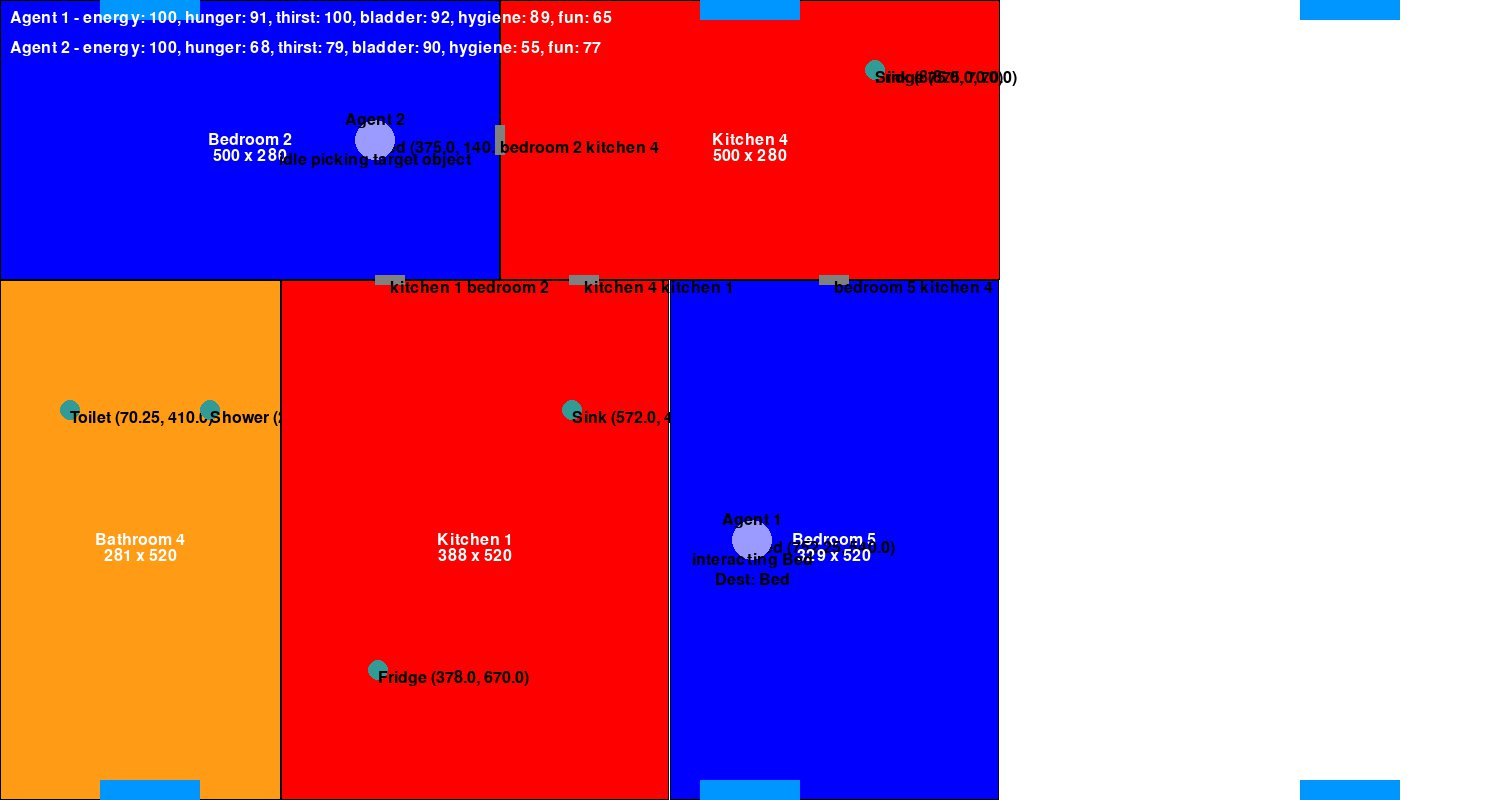 Agent 1 - energy: 100, hunger: 91, thirst: 100, bladder: 92, hygiene: 89, fun: 65
Agent 2 - energy: 100, hunger: 68, thirst: 79, bladder: 90, hygiene: 55, fun: 77
Agent 2
Bedroom 2
500 x 280
(375.0, 140.
bedroom 2 kitchen 4
Idle picking target object
Kitchen 4
500 x 280
kitchen 1 bedroom 2
kitchen 4 kitchen 1
bedroom 5 kitchen 4
Toilet (70.25, 410.0)
Shower (
Sink (572.0, 4
Bathroom 4
281 x 520
Kitchen 1
388 x 520
Agent 1
Bedroom 5
329 x 520
interacting Bed
Dest: Bed
Fridge (378.0, 670.0)